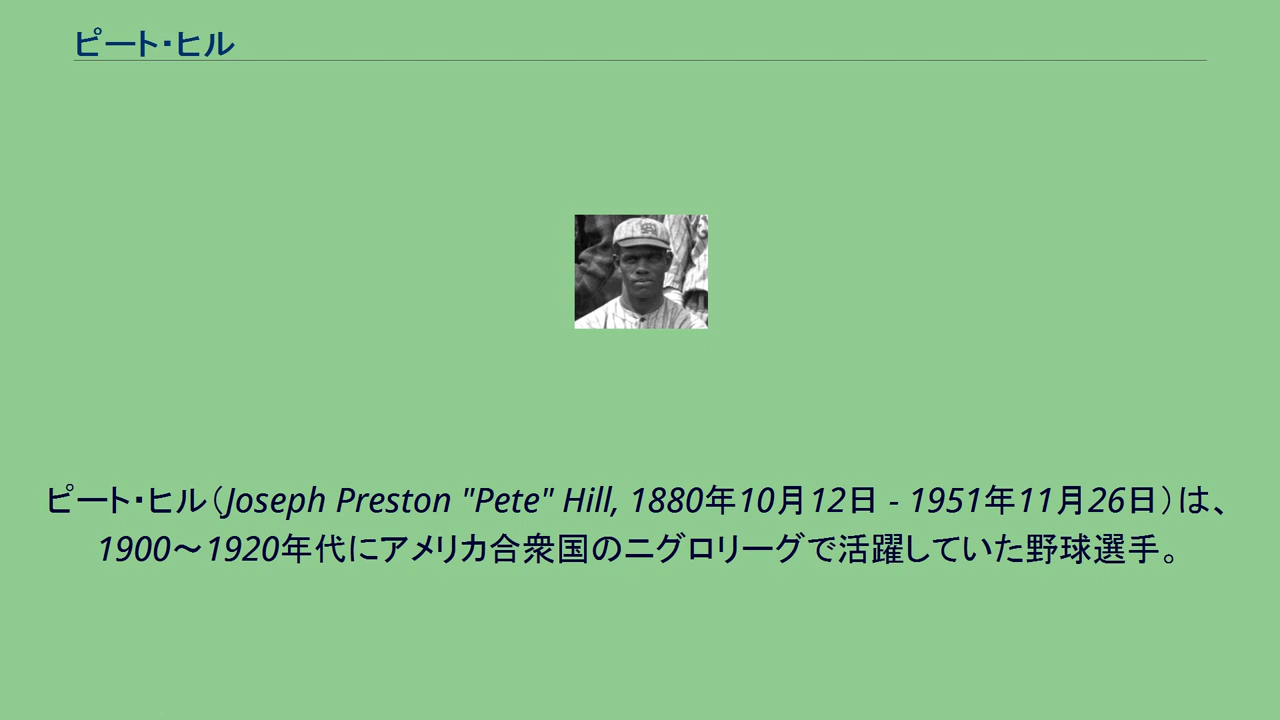 ピート・ヒル
ピート・ヒル（Joseph Preston "Pete" Hill, 1880年10月12日 - 1951年11月26日）は、
1900〜1920年代にアメリカ合衆国のニグロリーグで活躍していた野球選手。